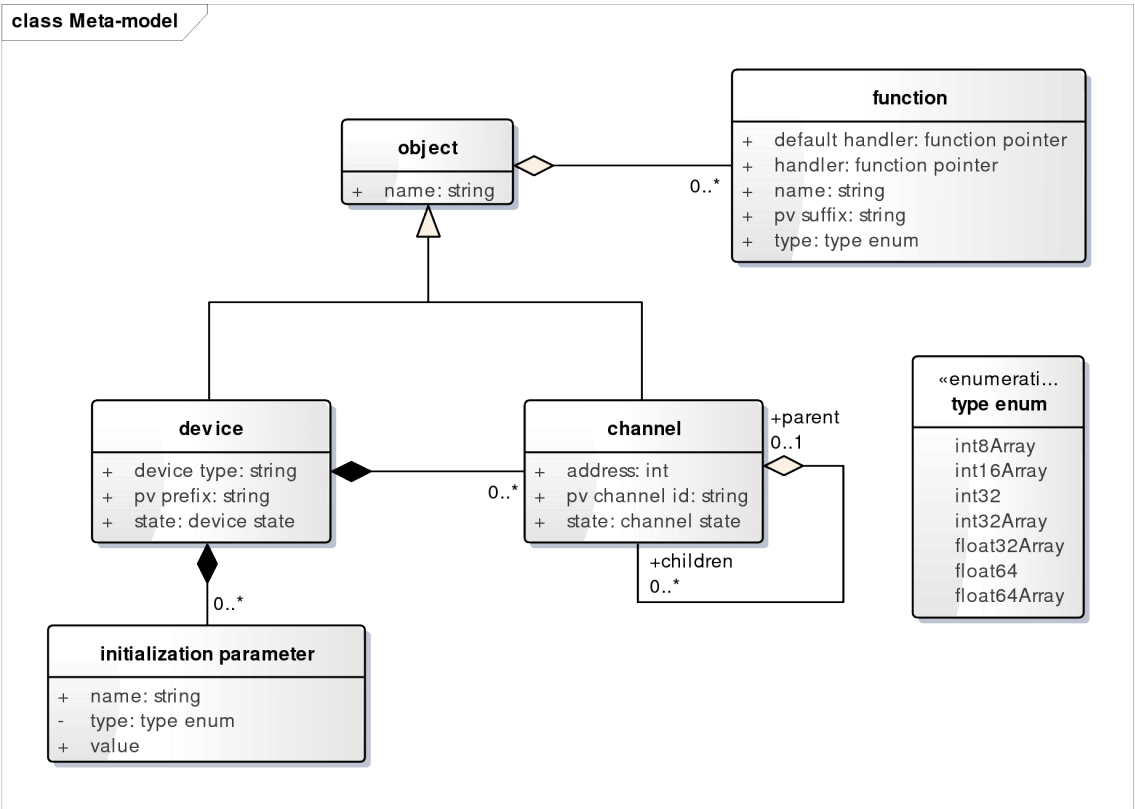 class Meta-model
function
+ default handler: function pointer
+ handler: function pointer
+ name: string
+ pv suffix: string
+ type: type enum
object
+ name: string
0..*
«enumerati...
type enum
int8Array
int16Array
int32
int32Array
float32Array
float64
float64Array
device
+ device type: string
+ pv prefix: string
+ state: device state
0..*
channel
+ address: int
+ pv channel id: string
+ state: channel state
+parent
0..1
+children
0..*
0..*
initialization parameter
+ name: string
- type: type enum
+ value